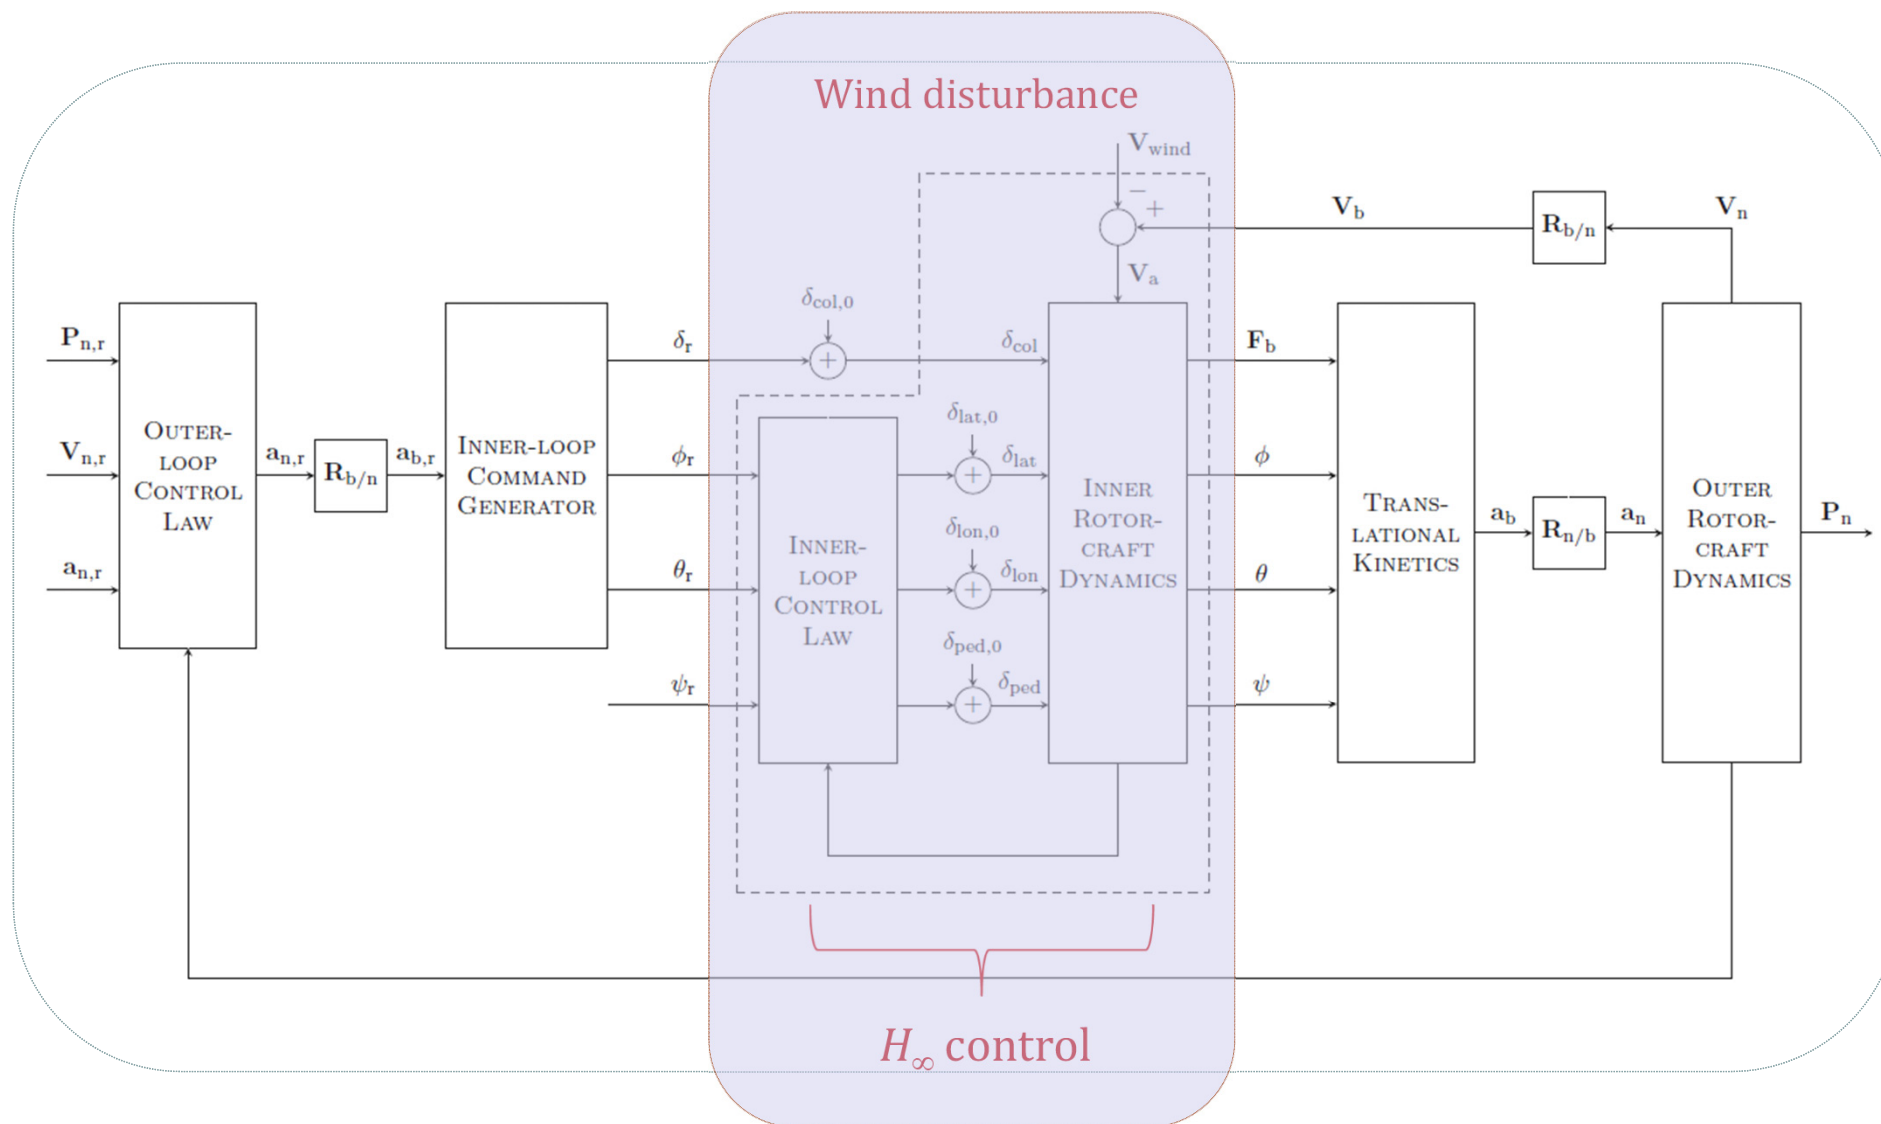 Wind disturbance
V_wind
−
+
V_b
R_b/n
V_n
V_a
δ_col,0
P_n,r
δ_r
+
δ_col
F_b
V_n,r
OUTER-
LOOP
CONTROL
LAW
a_n,r
R_b/n
a_b,r
INNER-LOOP
COMMAND
GENERATOR
ϕ_r
δ_lat,0
+
δ_lat
ϕ
a_n,r
θ_r
INNER-
LOOP
CONTROL
LAW
δ_lon,0
+
δ_lon
INNER
ROTOR-
CRAFT
DYNAMICS
θ
TRANS-
LATIONAL
KINETICS
a_b
R_n/b
a_n
OUTER
ROTOR-
CRAFT
DYNAMICS
P_n
ψ_r
δ_ped,0
+
δ_ped
ψ
H_∞ control